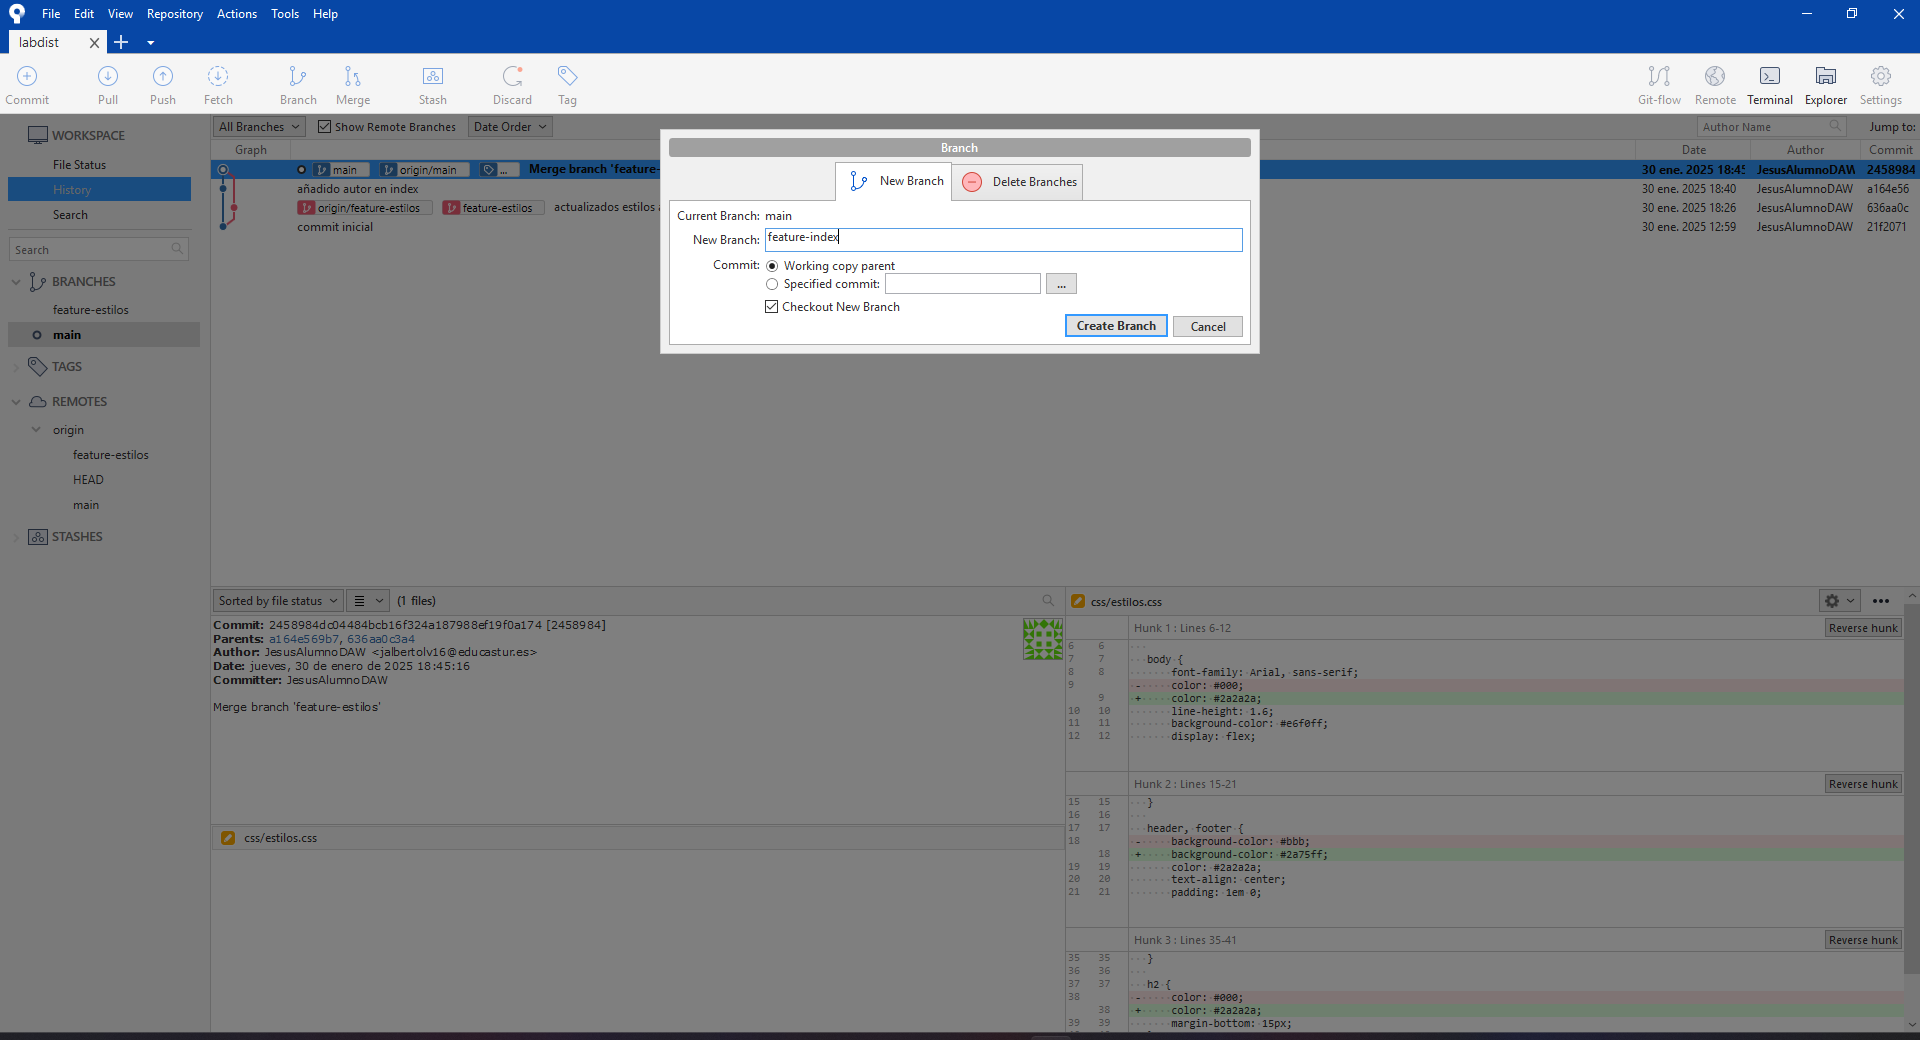 File Edit View Repository Actions Tools Help
labdist
Commit Pull Push Fetch Branch Merge Stash Discard Tag Git-flow Remote Terminal Explorer Settings
WORKSPACE
File Status
History
Search
Search
BRANCHES
feature-estilos
main
TAGS
REMOTES
origin
feature-estilos
HEAD
main
STASHES
All Branches Show Remote Branches Date Order Author Name Jump to:
Graph Date Author Commit
main origin/main ... Merge branch 'feature- 30 ene. 2025 18:45 JesusAlumnoDAW 2458984
añadido autor en index 30 ene. 2025 18:40 JesusAlumnoDAW a164e56
origin/feature-estilos feature-estilos actualizados estilos a 30 ene. 2025 18:26 JesusAlumnoDAW 636aa0c
commit inicial 30 ene. 2025 12:59 JesusAlumnoDAW 21f2071
Branch
New Branch Delete Branches
Current Branch: main
New Branch: feature-index
Commit: Working copy parent
Specified commit: ...
Checkout New Branch
Create Branch Cancel
Sorted by file status (1 files)
Commit: 2458984dc04484bcb16f324a187988ef19f0a174 [2458984]
Parents: a164e569b7, 636aa0c3a4
Author: JesusAlumnoDAW <jalbertolv16@educastur.es>
Date: jueves, 30 de enero de 2025 18:45:16
Committer: JesusAlumnoDAW
Merge branch 'feature-estilos'
css/estilos.css
css/estilos.css
Hunk 1 : Lines 6-12 Reverse hunk
6 6
7 7 body {
8 8 font-family: Arial, sans-serif;
9 - color: #000;
9 + color: #2a2a2a;
10 10 line-height: 1.6;
11 11 background-color: #e6f0ff;
12 12 display: flex;
Hunk 2 : Lines 15-21 Reverse hunk
15 15 }
16 16
17 17 header, footer {
18 - background-color: #bbb;
18 + background-color: #2a75ff;
19 19 color: #2a2a2a;
20 20 text-align: center;
21 21 padding: 1em 0;
Hunk 3 : Lines 35-41 Reverse hunk
35 35 }
36 36
37 37 h2 {
38 - color: #000;
38 + color: #2a2a2a;
39 39 margin-bottom: 15px;